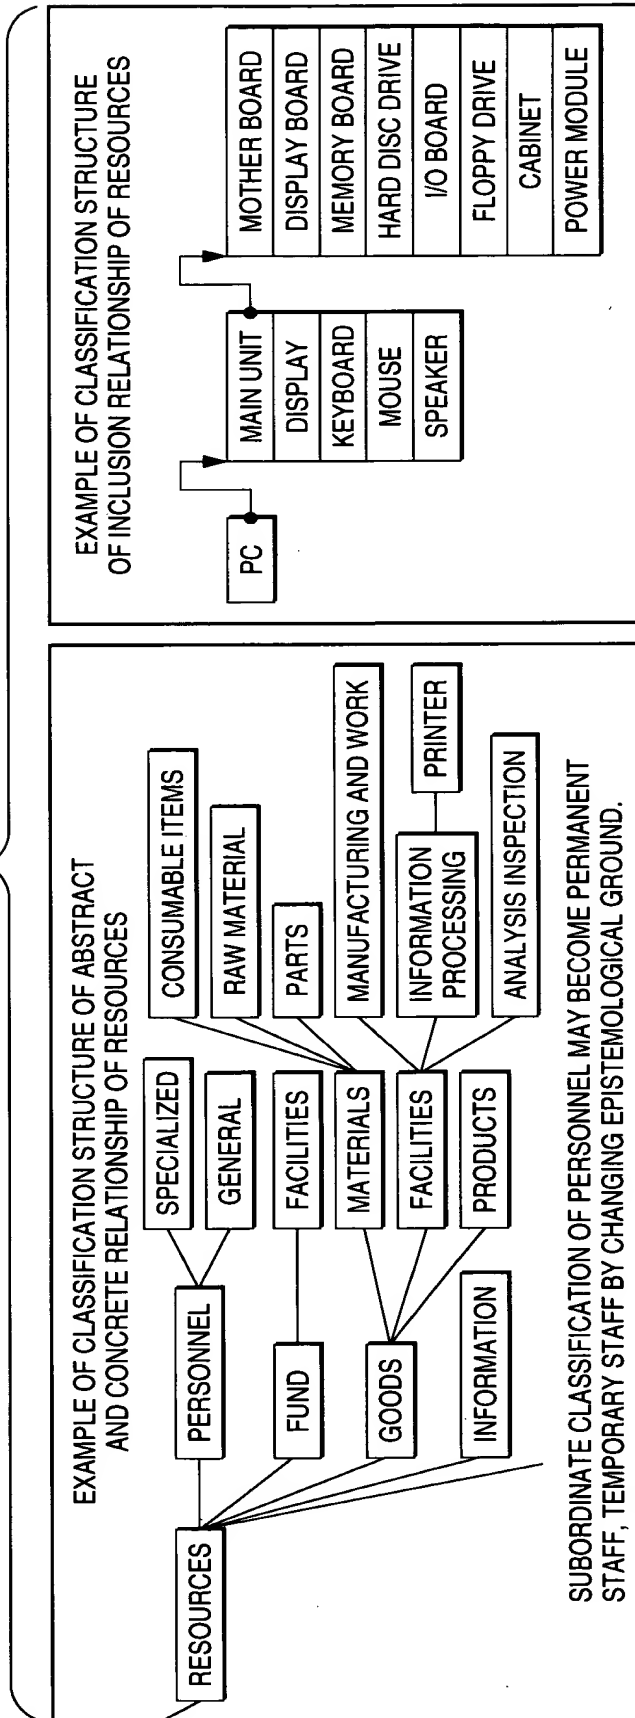 EXAMPLE OF CLASSIFICATION STRUCTURE OF ABSTRACT
AND CONCRETE RELATIONSHIP OF RESOURCES
RESOURCES
PERSONNEL
FUND
GOODS
INFORMATION
SPECIALIZED
GENERAL
FACILITIES
MATERIALS
FACILITIES
PRODUCTS
CONSUMABLE ITEMS
RAW MATERIAL
PARTS
MANUFACTURING AND WORK
INFORMATION
PROCESSING
PRINTER
ANALYSIS INSPECTION
SUBORDINATE CLASSIFICATION OF PERSONNEL MAY BECOME PERMANENT
STAFF, TEMPORARY STAFF BY CHANGING EPISTEMOLOGICAL GROUND.
EXAMPLE OF CLASSIFICATION STRUCTURE
OF INCLUSION RELATIONSHIP OF RESOURCES
PC
MAIN UNIT
DISPLAY
KEYBOARD
MOUSE
SPEAKER
MOTHER BOARD
DISPLAY BOARD
MEMORY BOARD
HARD DISC DRIVE
I/O BOARD
FLOPPY DRIVE
CABINET
POWER MODULE